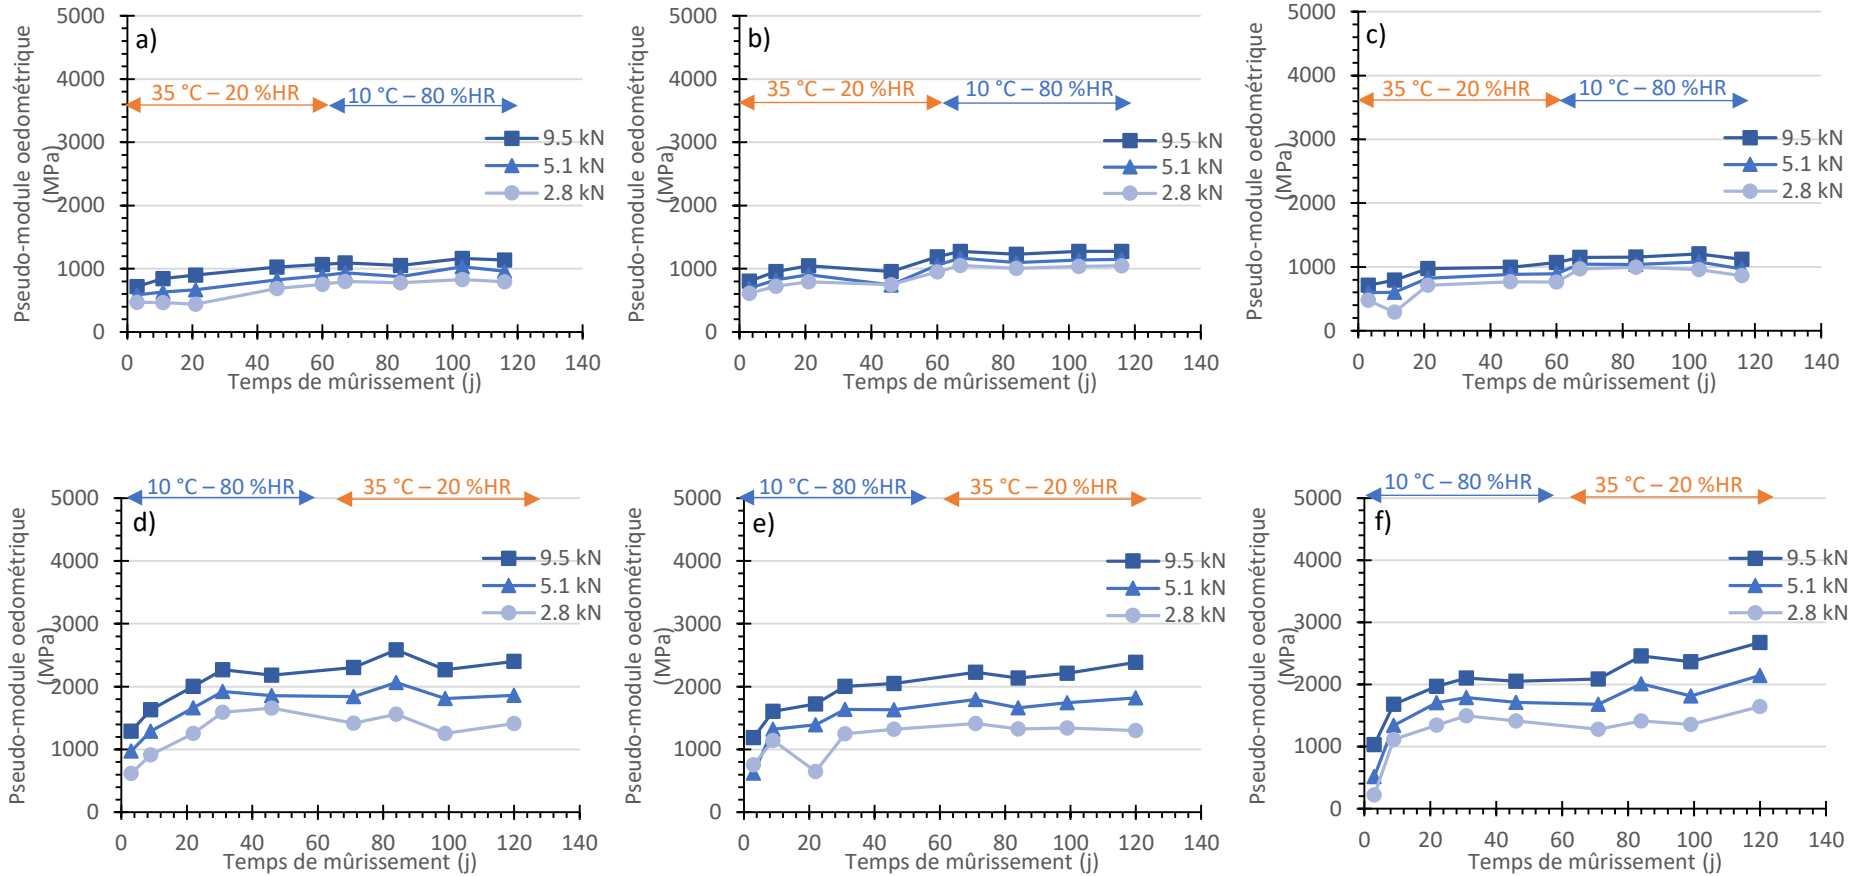 a)
35 °C – 20 %HR
10 °C – 80 %HR
9.5 kN
5.1 kN
2.8 kN
Pseudo-module oedométrique
(MPa)
5000
4000
3000
2000
1000
0
0 20 40 60 80 100 120 140
Temps de mûrissement (j)
b)
35 °C – 20 %HR
10 °C – 80 %HR
9.5 kN
5.1 kN
2.8 kN
Pseudo-module oedométrique
(MPa)
5000
4000
3000
2000
1000
0
0 20 40 60 80 100 120 140
Temps de mûrissement (j)
c)
35 °C – 20 %HR
10 °C – 80 %HR
9.5 kN
5.1 kN
2.8 kN
Pseudo-module oedométrique
(MPa)
5000
4000
3000
2000
1000
0
0 20 40 60 80 100 120 140
Temps de mûrissement (j)
10 °C – 80 %HR
35 °C – 20 %HR
d)
9.5 kN
5.1 kN
2.8 kN
Pseudo-module oedométrique
(MPa)
5000
4000
3000
2000
1000
0
0 20 40 60 80 100 120 140
Temps de mûrissement (j)
10 °C – 80 %HR
35 °C – 20 %HR
e)
9.5 kN
5.1 kN
2.8 kN
Pseudo-module oedométrique
(MPa)
5000
4000
3000
2000
1000
0
0 20 40 60 80 100 120 140
Temps de mûrissement (j)
10 °C – 80 %HR
35 °C – 20 %HR
f)
9.5 kN
5.1 kN
2.8 kN
Pseudo-module oedométrique
(MPa)
5000
4000
3000
2000
1000
0
0 20 40 60 80 100 120 140
Temps de mûrissement (j)